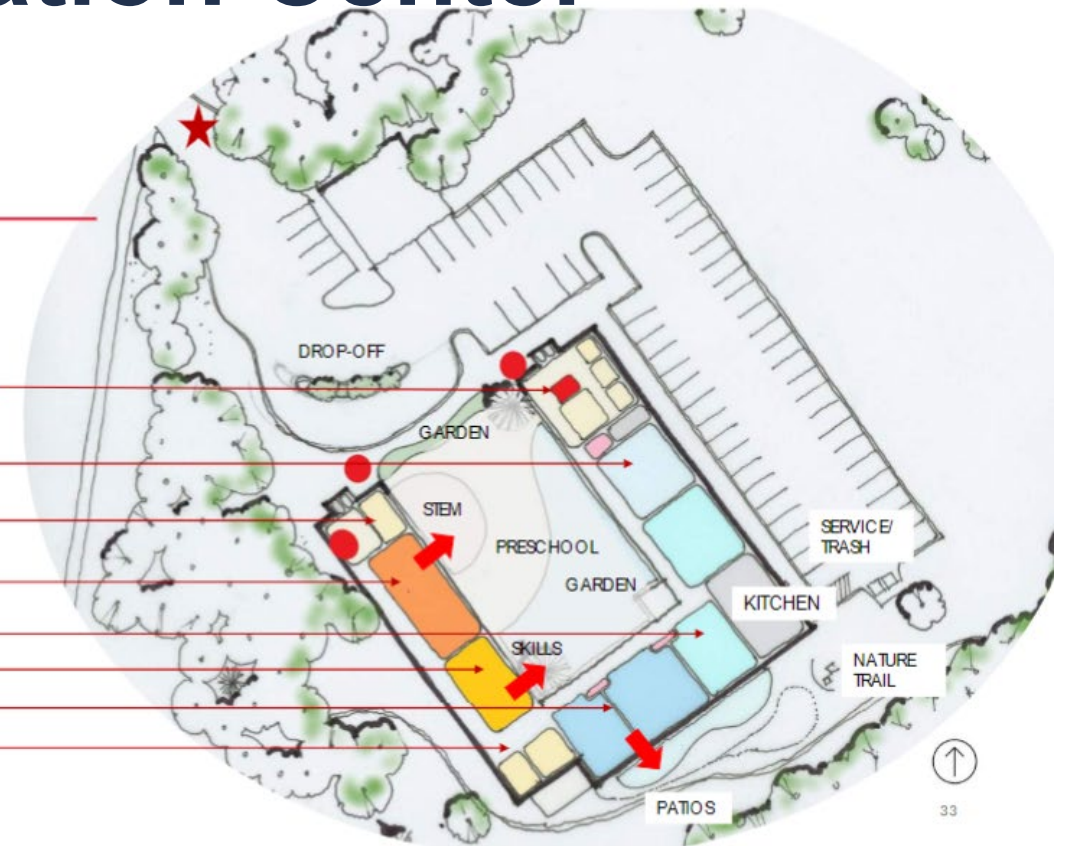 ation Center
DROP-OFF
GARDEN
STEM
PRESCHOOL
GARDEN
SERVICE/
TRASH
KITCHEN
SKILLS
NATURE
TRAIL
PATIOS
33